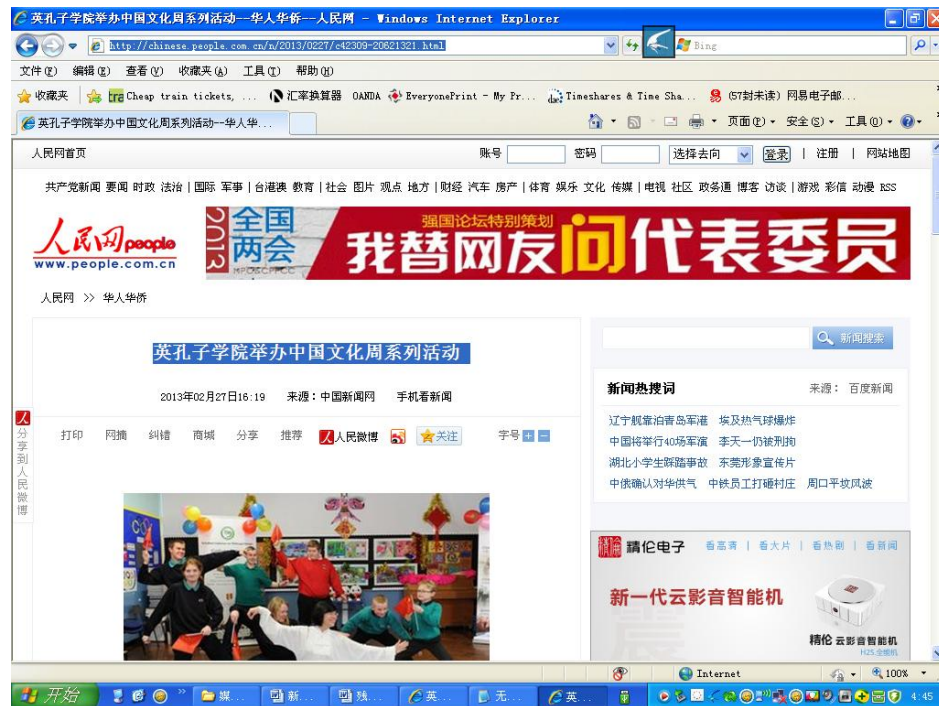 英孔子学院举办中国文化周系列活动--华人华侨--人民网 - Windows Internet Explorer
http://chinese.people.com.cn/n/2013/0227/c42309-20621321.html
Bing
文件(F) 编辑(E) 查看(V) 收藏夹(A) 工具(T) 帮助(H)
收藏夹 tra Cheap train tickets, ... 汇率换算器 OANDA EveryonePrint - My Pr... Timeshares & Time Sha... (57封未读) 网易电子邮...
英孔子学院举办中国文化周系列活动--华人华... 页面(P) 安全(S) 工具(O)
人民网首页 账号 密码 选择去向 登录 | 注册 | 网站地图
共产党新闻 要闻 时政 法治 | 国际 军事 | 台港澳 教育 | 社会 图片 观点 地方 | 财经 汽车 房产 | 体育 娱乐 文化 传媒 | 电视 社区 政务通 博客 访谈 | 游戏 彩信 动漫 RSS
人民网 people
www.people.com.cn
2013 全国两会
NPC&CPPCC
强国论坛特别策划
我替网友问代表委员
人民网 >> 华人华侨
英孔子学院举办中国文化周系列活动
2013年02月27日16:19 来源：中国新闻网 手机看新闻
打印 网摘 纠错 商城 分享 推荐 人民微博 关注 字号
分享到人民微博
新闻搜索
新闻热搜词 来源： 百度新闻
辽宁舰靠泊青岛军港 埃及热气球爆炸
中国将举行40场军演 李天一仍被刑拘
湖北小学生踩踏事故 东莞形象宣传片
中俄确认对华供气 中铁员工打砸村庄 周口平坟风波
精伦电子 看高清 | 看大片 | 看热剧 | 看新闻
新一代云影音智能机
精伦 云影音智能机
H2S.全能机
Internet 100%
开始 媒... 新... 残... 英... 无... 英... 4:45